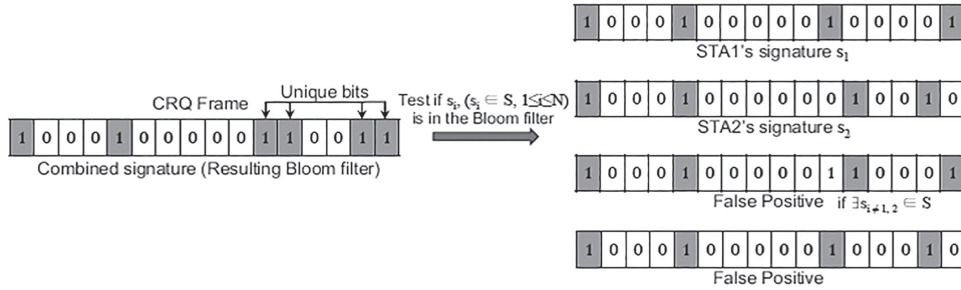 Unique bits
CRQ Frame
1 0 0 0 1 0 0 0 0 0 1 1 0 0 1 1
Combined signature (Resulting Bloom filter)
Test if sᵢ, (sᵢ ∈ S, 1≤i≤N)
is in the Bloom filter
1 0 0 0 1 0 0 0 0 0 1 0 0 0 0 1
STA1's signature s₁
1 0 0 0 1 0 0 0 0 0 0 1 0 0 1 0
STA2's signature s₂
1 0 0 0 1 0 0 0 0 0 1 1 0 0 0 1
False Positive if ∃sᵢ≠₁,₂ ∈ S
1 0 0 0 1 0 0 0 0 0 1 0 0 0 1 0
False Positive